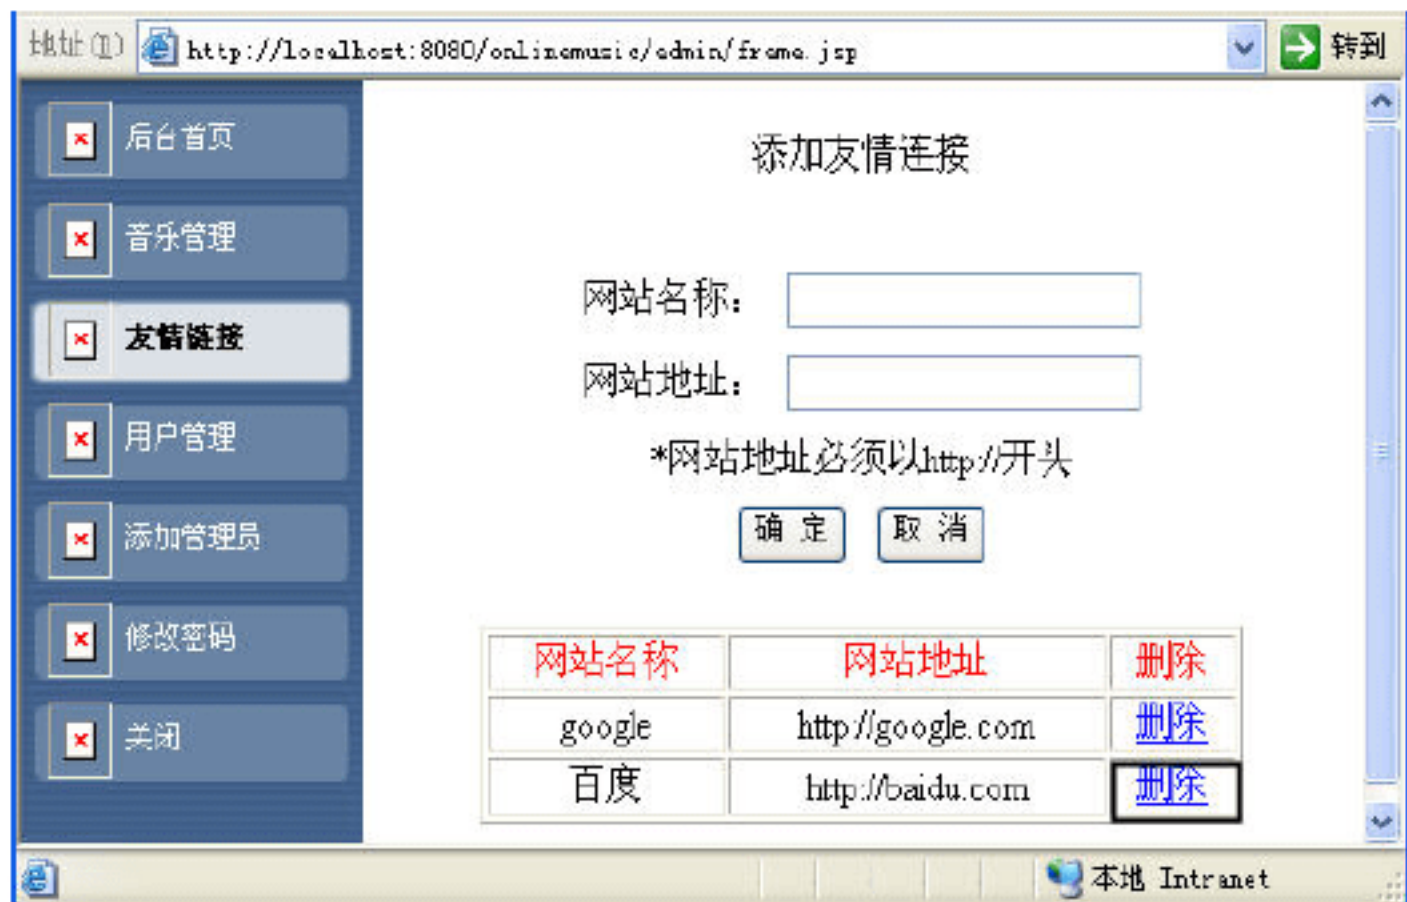 地址(D) http://localhost:8080/onlinemusic/admin/frame.jsp 转到
后台首页
音乐管理
友情链接
用户管理
添加管理员
修改密码
关闭
添加友情连接
网站名称：
网站地址：
*网站地址必须以http://开头
确 定 取 消
网站名称 网站地址 删除
google http://google.com 删除
百度 http://baidu.com 删除
本地 Intranet